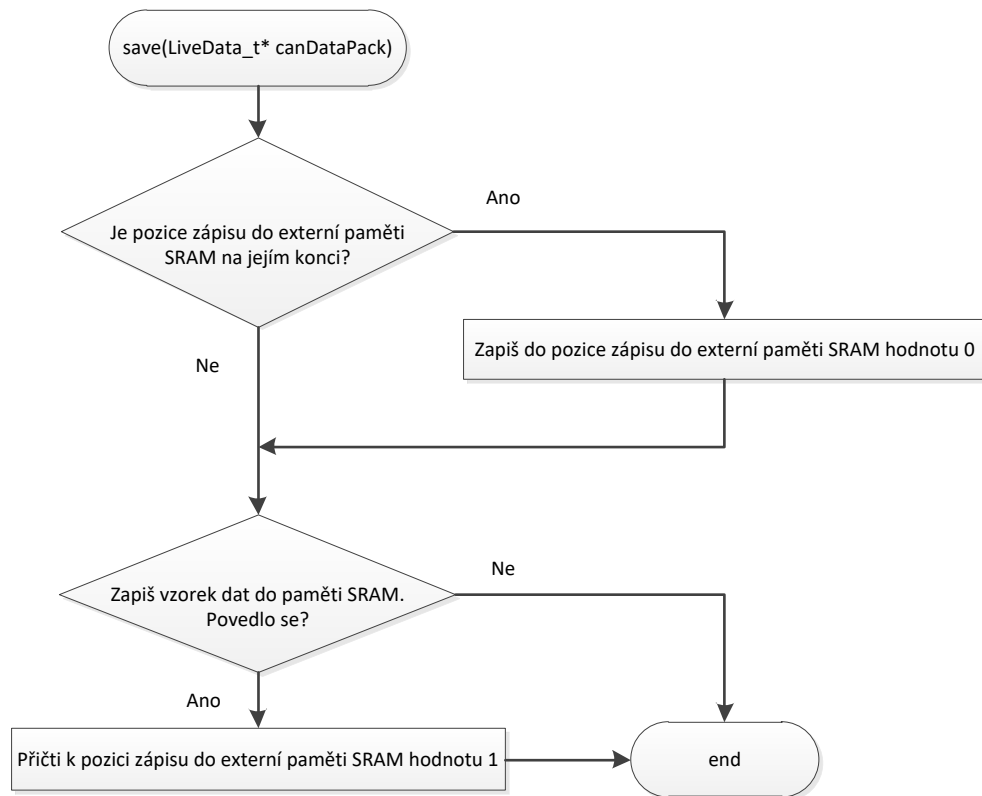 save(LiveData_t* canDataPack)
Ano
Je pozice zápisu do externí paměti
SRAM na jejím konci?
Zapiš do pozice zápisu do externí paměti SRAM hodnotu 0
Ne
Ne
Zapiš vzorek dat do paměti SRAM.
Povedlo se?
Ano
Přičti k pozici zápisu do externí paměti SRAM hodnotu 1
end